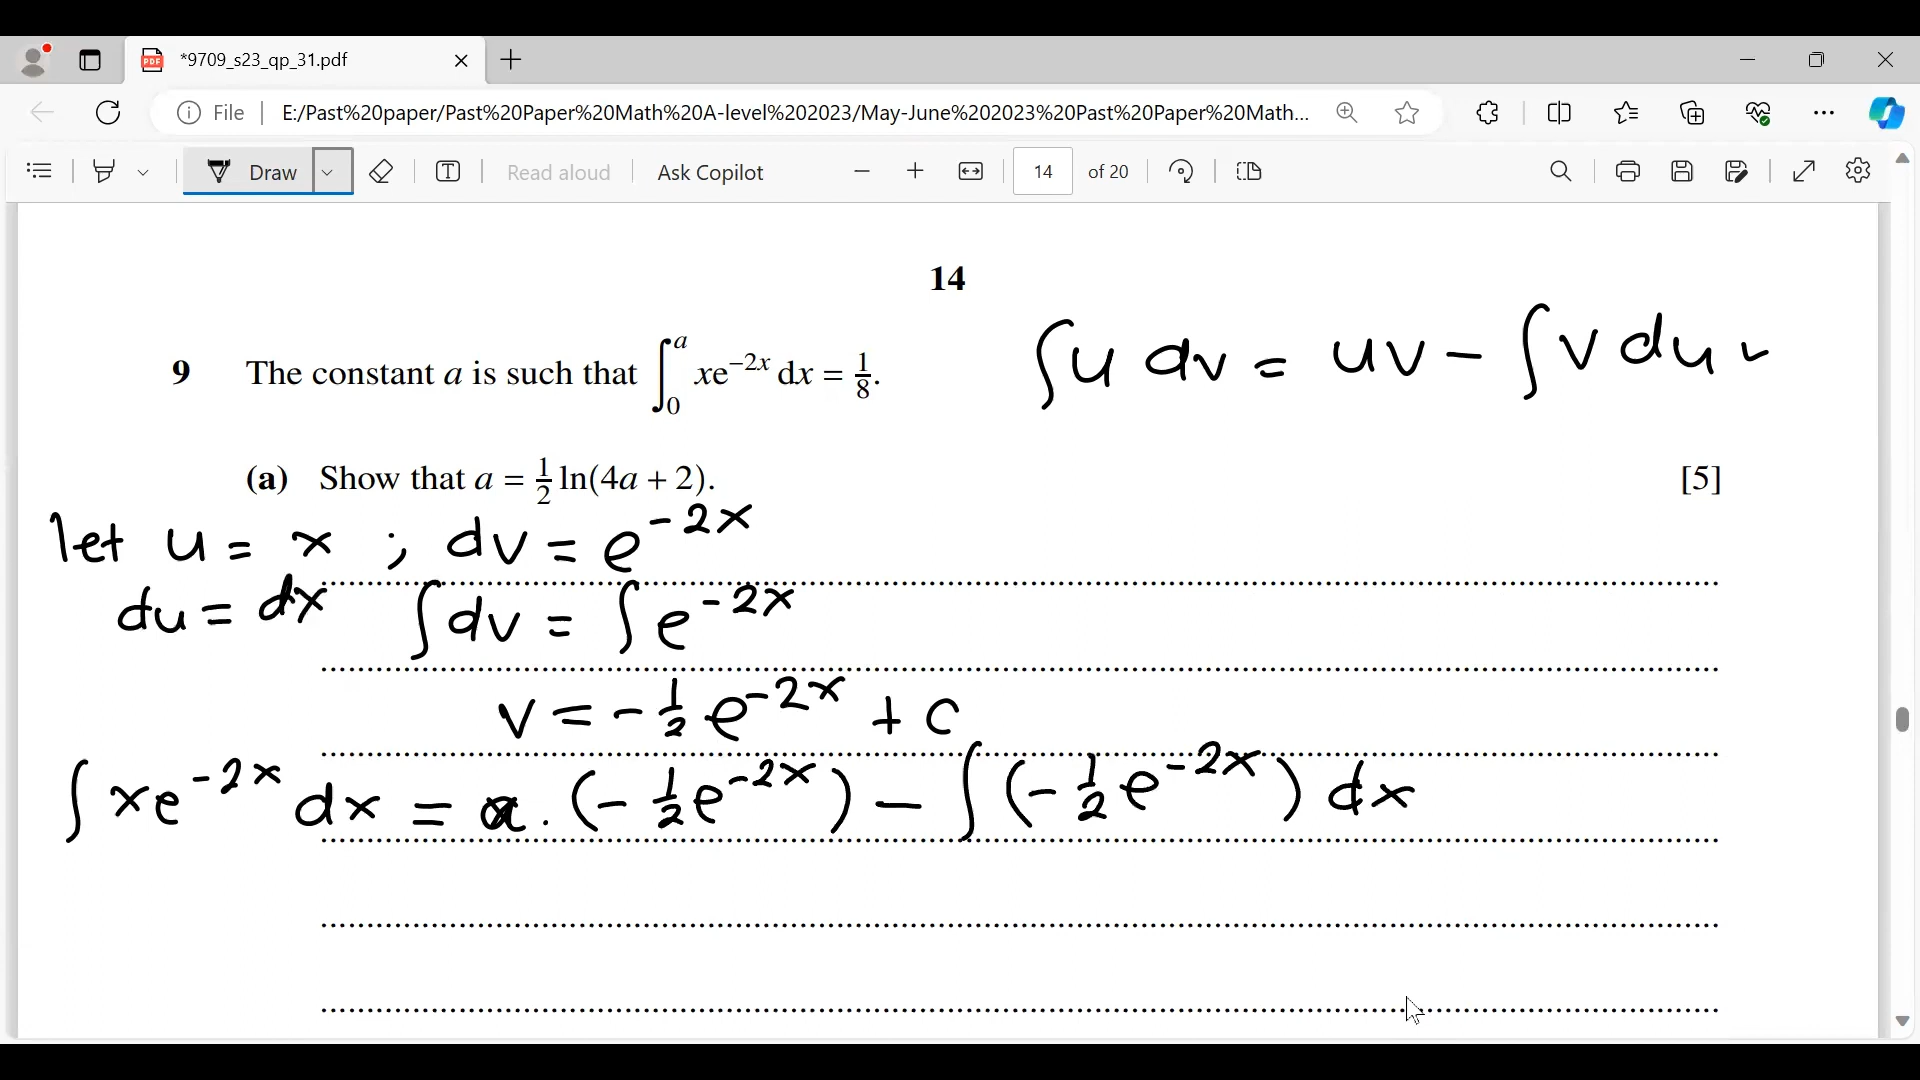 *9709_s23_qp_31.pdf
File E:/Past%20paper/Past%20Paper%20Math%20A-level%202023/May-June%202023%20Past%20Paper%20Math...
Draw Read aloud Ask Copilot 14 of 20
14
9 The constant a is such that ∫₀ᵃ xe⁻²ˣ dx = 1/8.
∫u dv = uv − ∫v du
(a) Show that a = 1/2 ln(4a + 2). [5]
let u = x ; dv = e⁻²ˣ
du = dx ∫dv = ∫e⁻²ˣ
v = −1/2 e⁻²ˣ + c
∫xe⁻²ˣ dx = x.(−1/2 e⁻²ˣ) − ∫(−1/2 e⁻²ˣ) dx